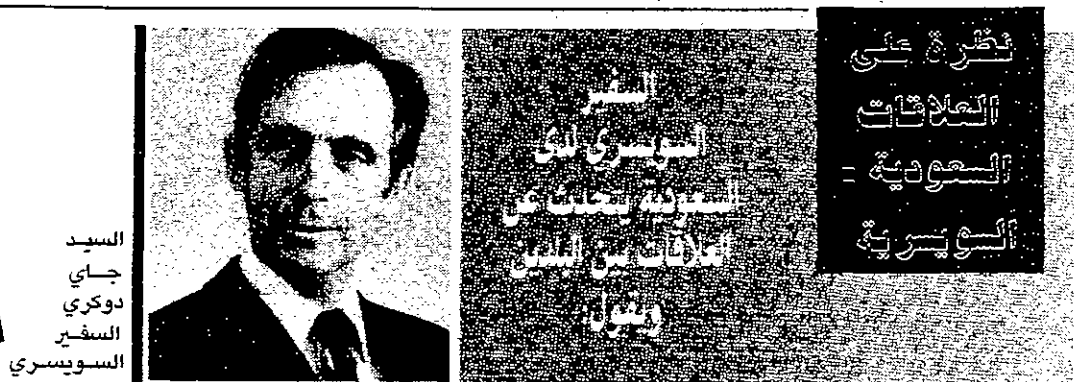 نظرة على
العلاقات
السعودية -
السويسرية
السفير
السويسري لدى
السعودية يتحدث عن
العلاقات بين البلدين
ويقول:
السيد
جاي
دوكري
السفير
السويسري